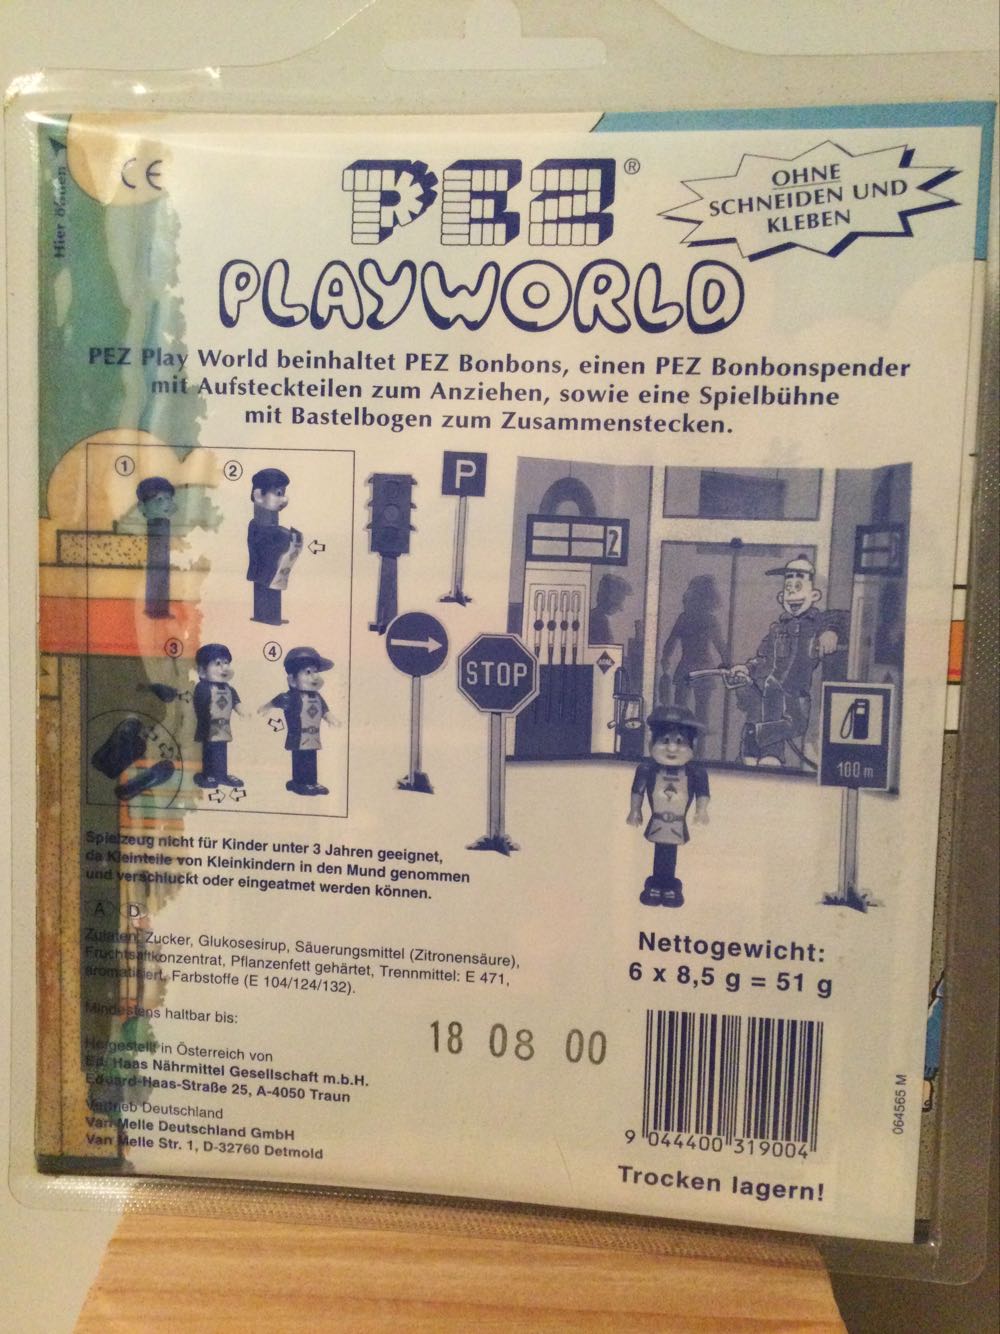 Hier öffnen
CE
PEZ®
OHNE
SCHNEIDEN UND
KLEBEN
PLAYWORLD
PEZ Play World beinhaltet PEZ Bonbons, einen PEZ Bonbonspender
mit Aufsteckteilen zum Anziehen, sowie eine Spielbühne
mit Bastelbogen zum Zusammenstecken.
1
2
3
4
P
2
STOP
100 m
Spielzeug nicht für Kinder unter 3 Jahren geeignet,
da Kleinteile von Kleinkindern in den Mund genommen
und verschluckt oder eingeatmet werden können.
A D
Zutaten: Zucker, Glukosesirup, Säuerungsmittel (Zitronensäure),
Fruchtsaftkonzentrat, Pflanzenfett gehärtet, Trennmittel: E 471,
aromatisiert, Farbstoffe (E 104/124/132).
Nettogewicht:
6 x 8,5 g = 51 g
Mindestens haltbar bis:
18 08 00
Hergestellt in Österreich von
Ed. Haas Nährmittel Gesellschaft m.b.H.
Eduard-Haas-Straße 25, A-4050 Traun
Vertrieb Deutschland
Van Melle Deutschland GmbH
Van Melle Str. 1, D-32760 Detmold
9 044400 319004
064565 M
Trocken lagern!